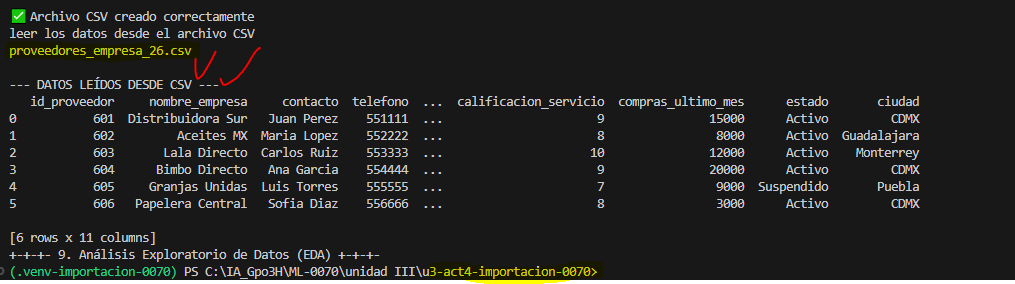 ✅ Archivo CSV creado correctamente
leer los datos desde el archivo CSV
proveedores_empresa_26.csv
--- DATOS LEÍDOS DESDE CSV ---
id_proveedor nombre_empresa contacto telefono ... calificacion_servicio compras_ultimo_mes estado ciudad
0 601 Distribuidora Sur Juan Perez 551111 ... 9 15000 Activo CDMX
1 602 Aceites MX Maria Lopez 552222 ... 8 8000 Activo Guadalajara
2 603 Lala Directo Carlos Ruiz 553333 ... 10 12000 Activo Monterrey
3 604 Bimbo Directo Ana Garcia 554444 ... 9 20000 Activo CDMX
4 605 Granjas Unidas Luis Torres 555555 ... 7 9000 Suspendido Puebla
5 606 Papelera Central Sofia Diaz 556666 ... 8 3000 Activo CDMX
[6 rows x 11 columns]
+-+-+- 9. Análisis Exploratorio de Datos (EDA) +-+-+-
(.venv-importacion-0070) PS C:\IA_Gpo3H\ML-0070\unidad III\u3-act4-importacion-0070>